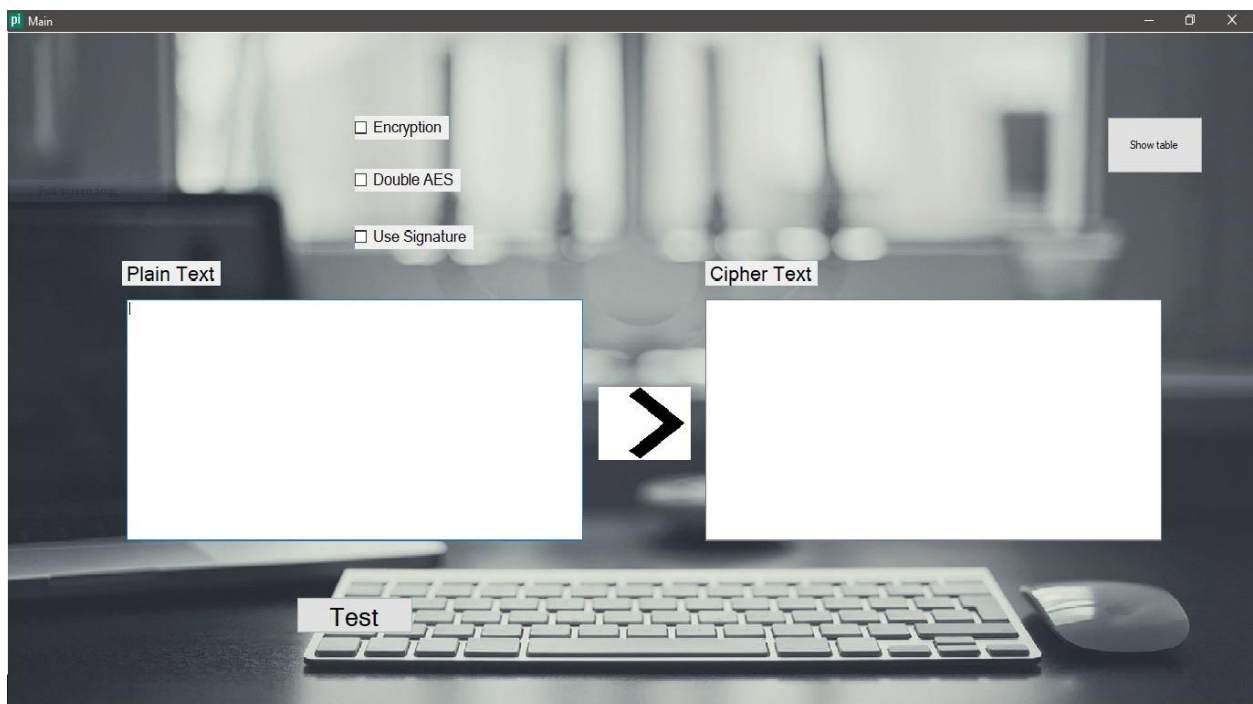 pi Main
Encryption
Show table
Double AES
Use Signature
Plain Text
Cipher Text
Test